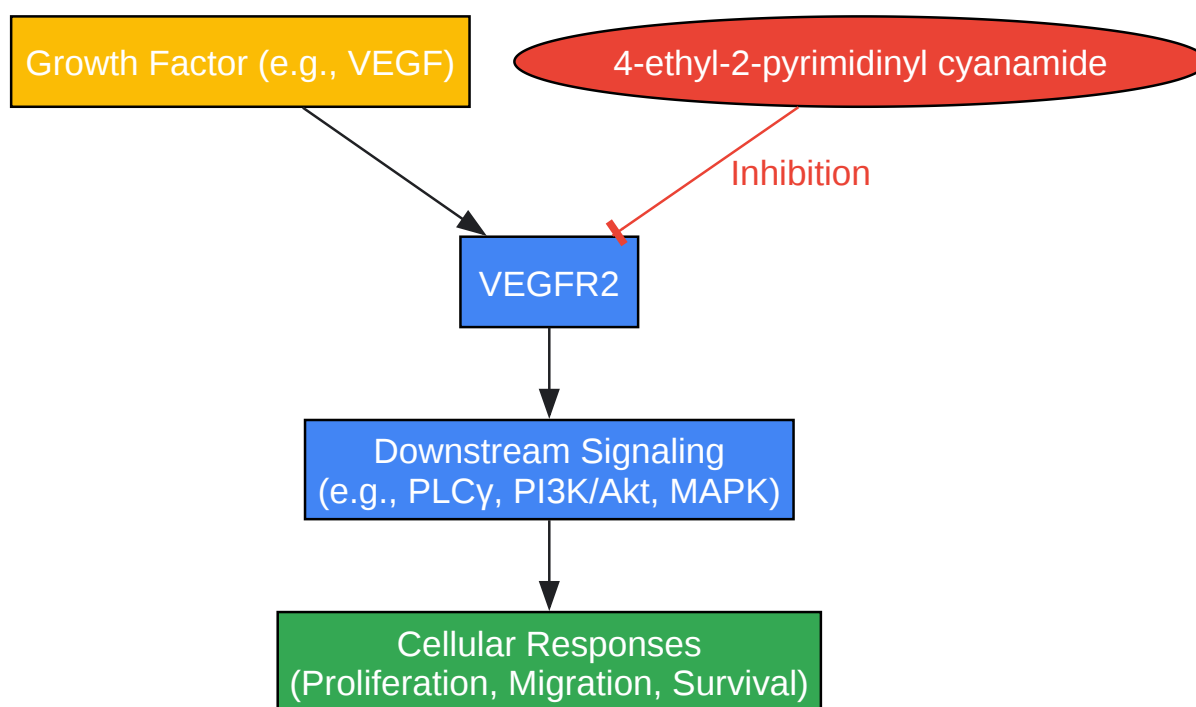 Growth Factor (e.g., VEGF)
4-ethyl-2-pyrimidinyl cyanamide
Inhibition
VEGFR2
Downstream Signaling
(e.g., PLCγ, PI3K/Akt, MAPK)
Cellular Responses
(Proliferation, Migration, Survival)